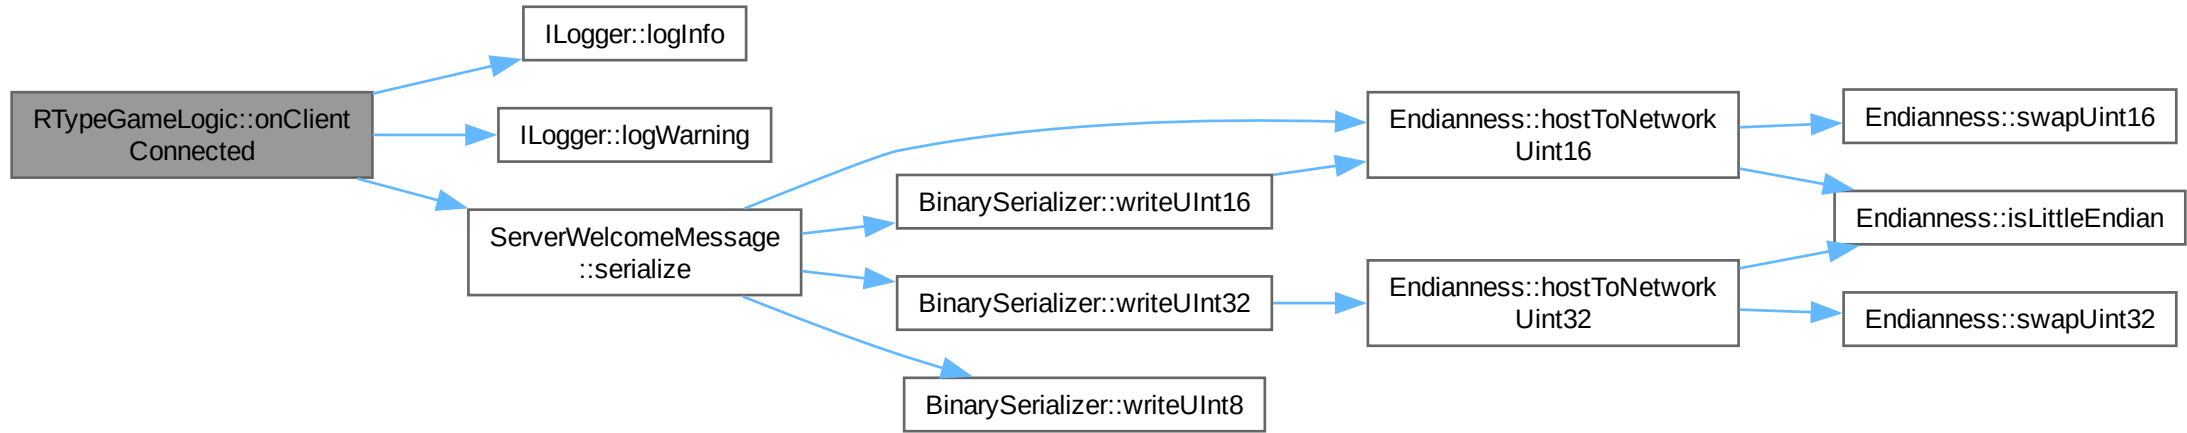 RTypeGameLogic::onClient
Connected
ILogger::logInfo
ILogger::logWarning
ServerWelcomeMessage
::serialize
BinarySerializer::writeUInt16
BinarySerializer::writeUInt32
BinarySerializer::writeUInt8
Endianness::hostToNetwork
Uint16
Endianness::hostToNetwork
Uint32
Endianness::swapUint16
Endianness::isLittleEndian
Endianness::swapUint32